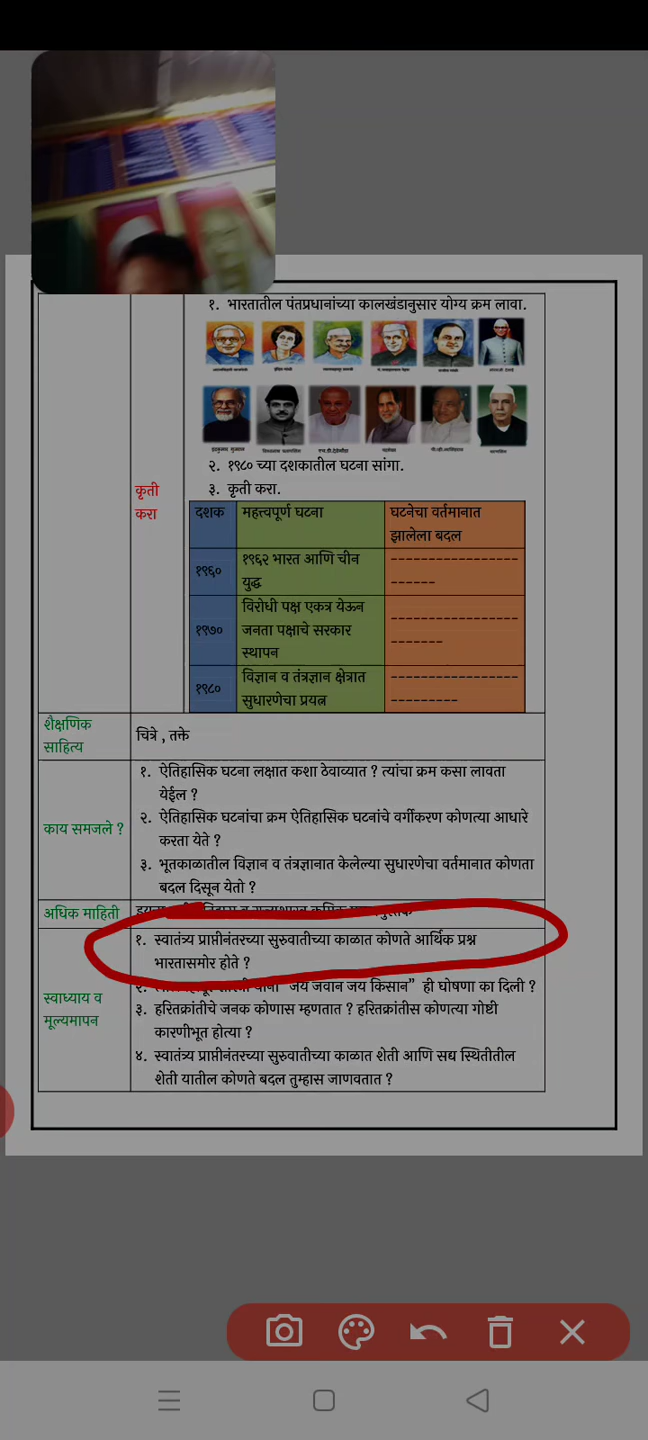 १. भारतातील पंतप्रधानांच्या कालखंडानुसार योग्य क्रम लावा.
इंदिरा गांधी
एच.डी.देवेगौडा
२. १९८० च्या दशकातील घटना सांगा.
३. कृती करा.
कृती
करा
दशक महत्त्वपूर्ण घटना घटनेचा वर्तमानात
झालेला बदल
१९६० १९६२ भारत आणि चीन
युद्ध
१९७० विरोधी पक्ष एकत्र येऊन
जनता पक्षाचे सरकार
स्थापन
१९८० विज्ञान व तंत्रज्ञान क्षेत्रात
सुधारणेचा प्रयत्न
शैक्षणिक
साहित्य
चित्रे , तक्ते
काय समजले ?
१. ऐतिहासिक घटना लक्षात कशा ठेवाव्यात ? त्यांचा क्रम कसा लावता
येईल ?
२. ऐतिहासिक घटनांचा क्रम ऐतिहासिक घटनांचे वर्गीकरण कोणत्या आधारे
करता येते ?
३. भूतकाळातील विज्ञान व तंत्रज्ञानात केलेल्या सुधारणेचा वर्तमानात कोणता
बदल दिसून येतो ?
अधिक माहिती
स्वाध्याय व
मूल्यमापन
१. स्वातंत्र्य प्राप्तीनंतरच्या सुरुवातीच्या काळात कोणते आर्थिक प्रश्न
भारतासमोर होते ?
२. "जय जवान जय किसान" ही घोषणा का दिली ?
३. हरितक्रांतीचे जनक कोणास म्हणतात ? हरितक्रांतीस कोणत्या गोष्टी
कारणीभूत होत्या ?
४. स्वातंत्र्य प्राप्तीनंतरच्या सुरुवातीच्या काळात शेती आणि सद्य स्थितीतील
शेती यातील कोणते बदल तुम्हास जाणवतात ?